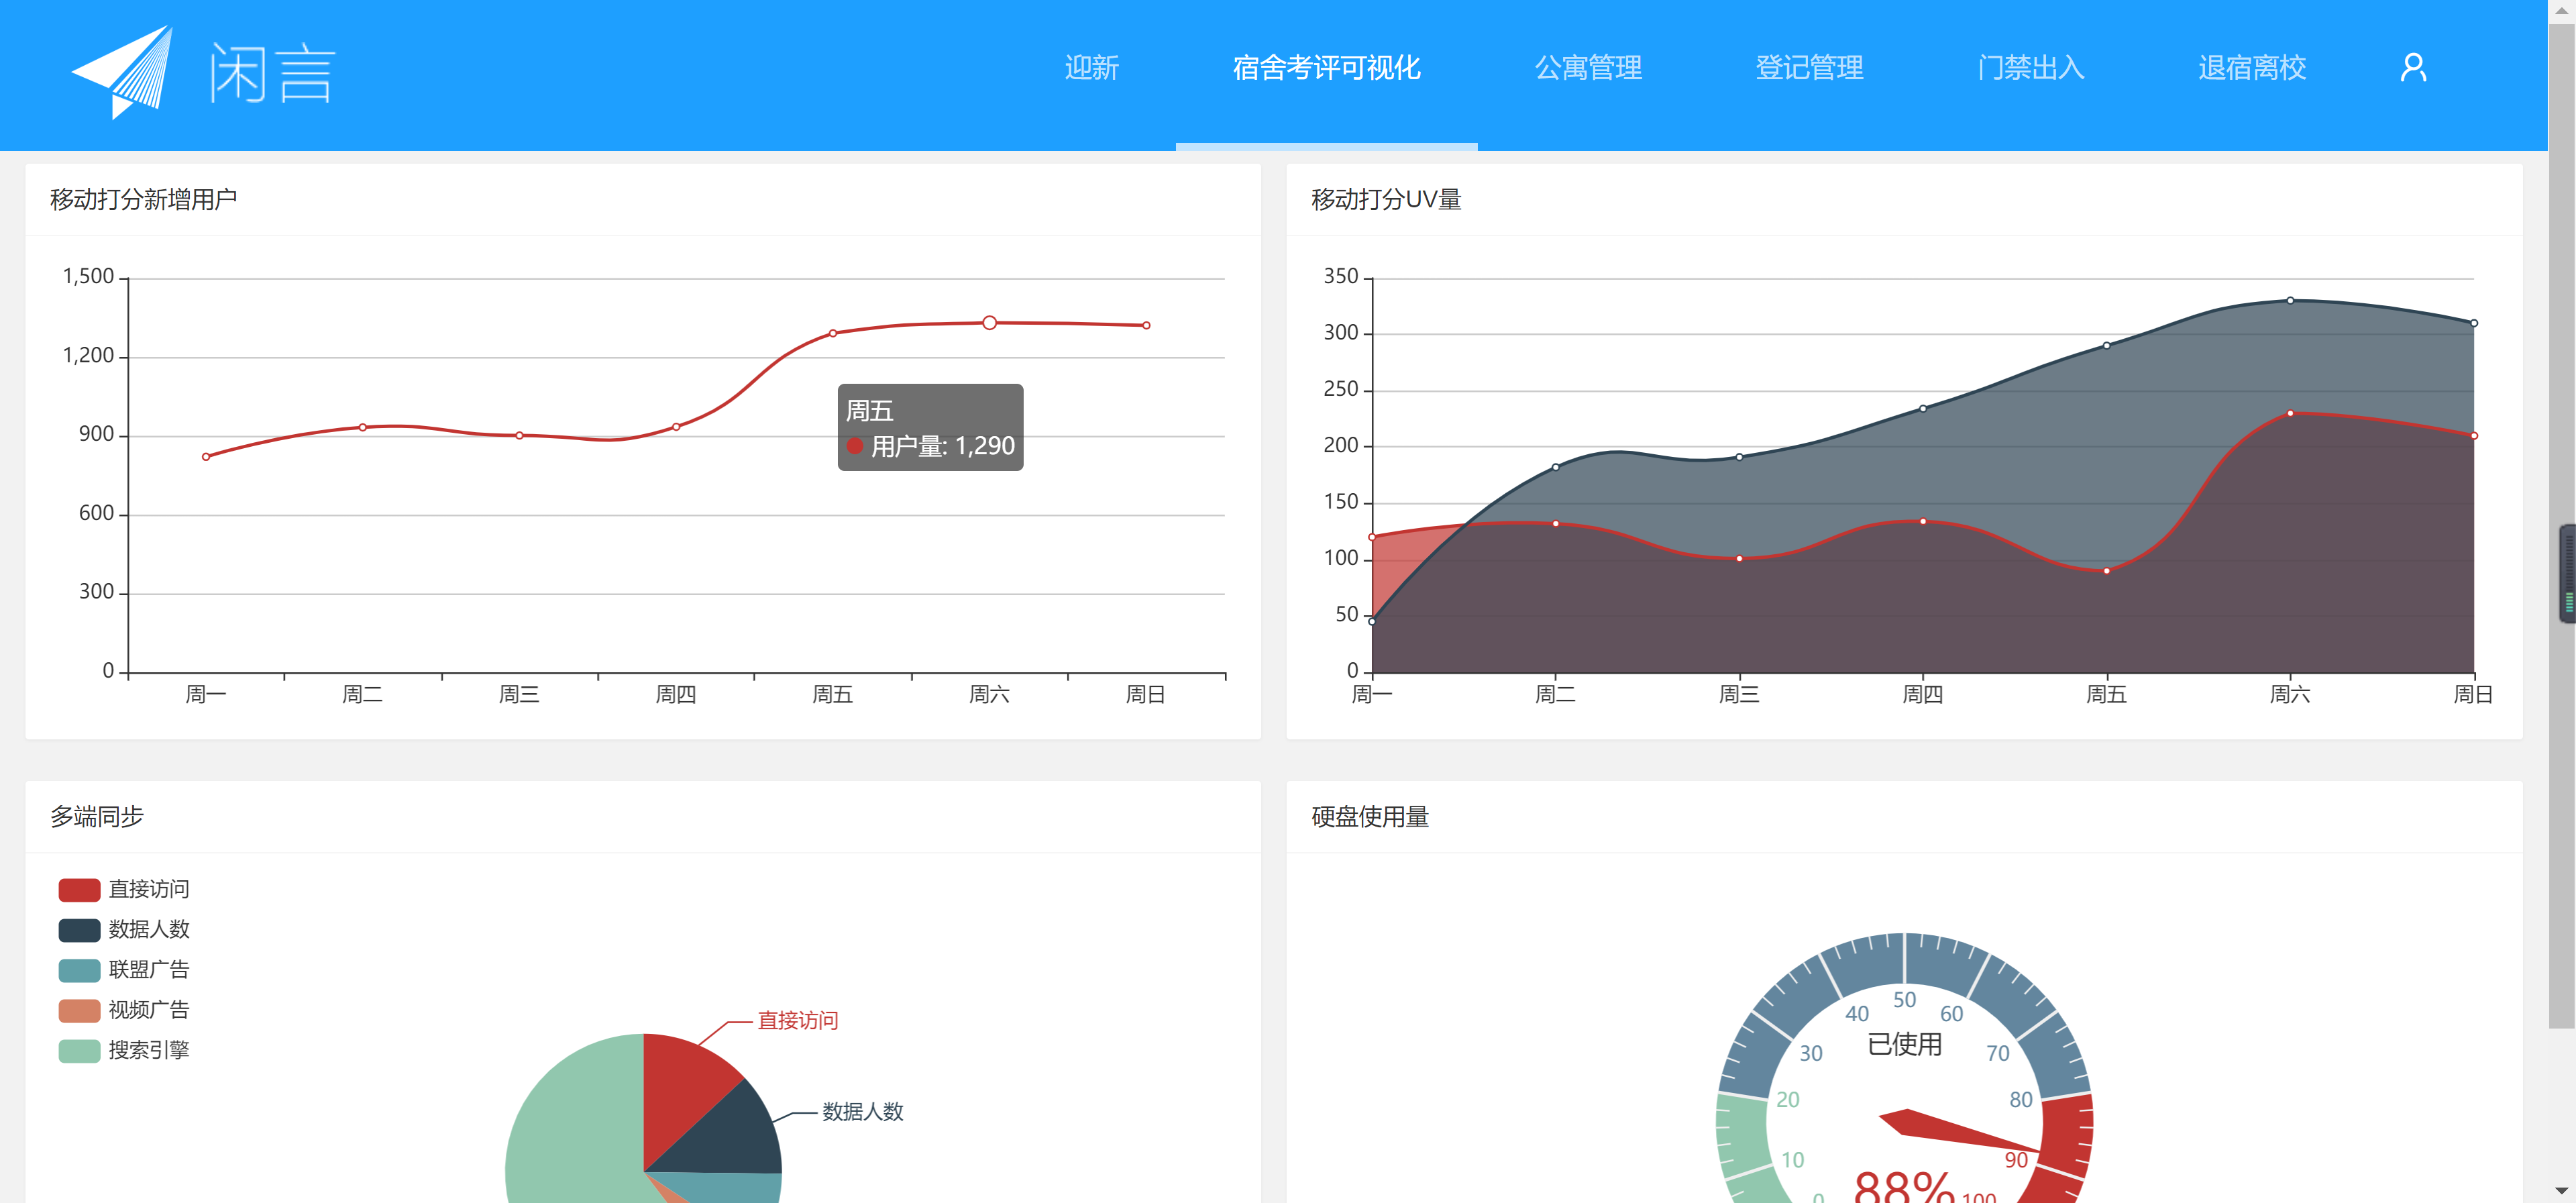 闲言
迎新 宿舍考评可视化 公寓管理 登记管理 门禁出入 退宿离校
移动打分新增用户
1,500
1,200
900
600
300
0
周一 周二 周三 周四 周五 周六 周日
周五
用户量: 1,290
移动打分UV量
350
300
250
200
150
100
50
0
周一 周二 周三 周四 周五 周六 周日
多端同步
直接访问
数据人数
联盟广告
视频广告
搜索引擎
直接访问
数据人数
硬盘使用量
0
10
20
30
40
50
60
70
80
90
100
已使用
88%